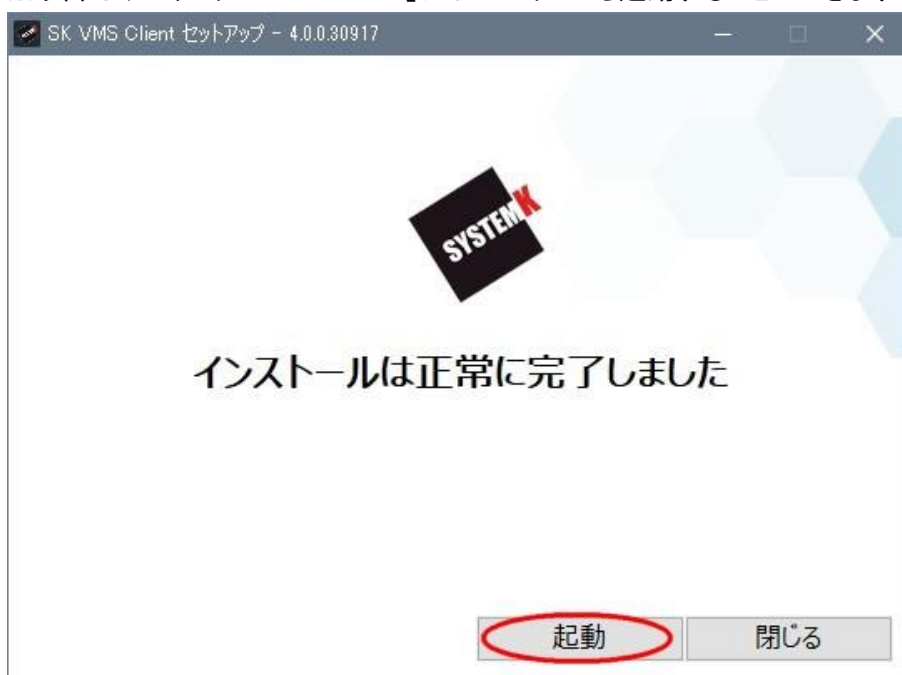 SK VMS Client セットアップ - 4.0.0.30917
SYSTEMK
インストールは正常に完了しました
起動
閉じる